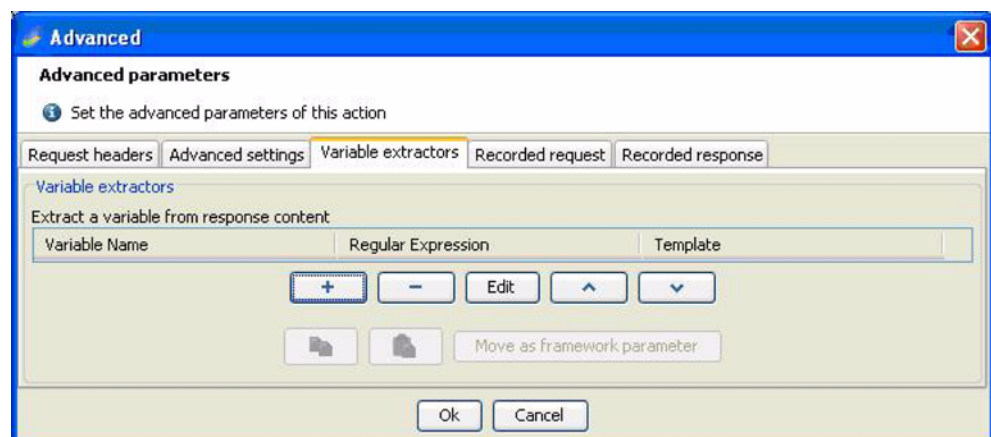 Advanced
Advanced parameters
Set the advanced parameters of this action
Request headers Advanced settings Variable extractors Recorded request Recorded response
Variable extractors
Extract a variable from response content
Variable Name Regular Expression Template
+ − Edit
Move as framework parameter
Ok Cancel